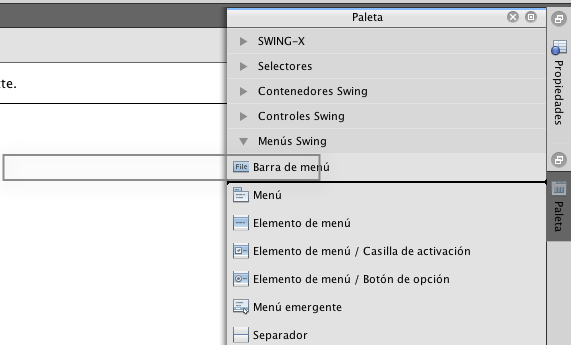 Paleta
SWING-X
Selectores
te.
Contenedores Swing
Controles Swing
Menús Swing
File Barra de menú
Menú
Elemento de menú
Elemento de menú / Casilla de activación
Elemento de menú / Botón de opción
Menú emergente
Separador
Propiedades
Paleta